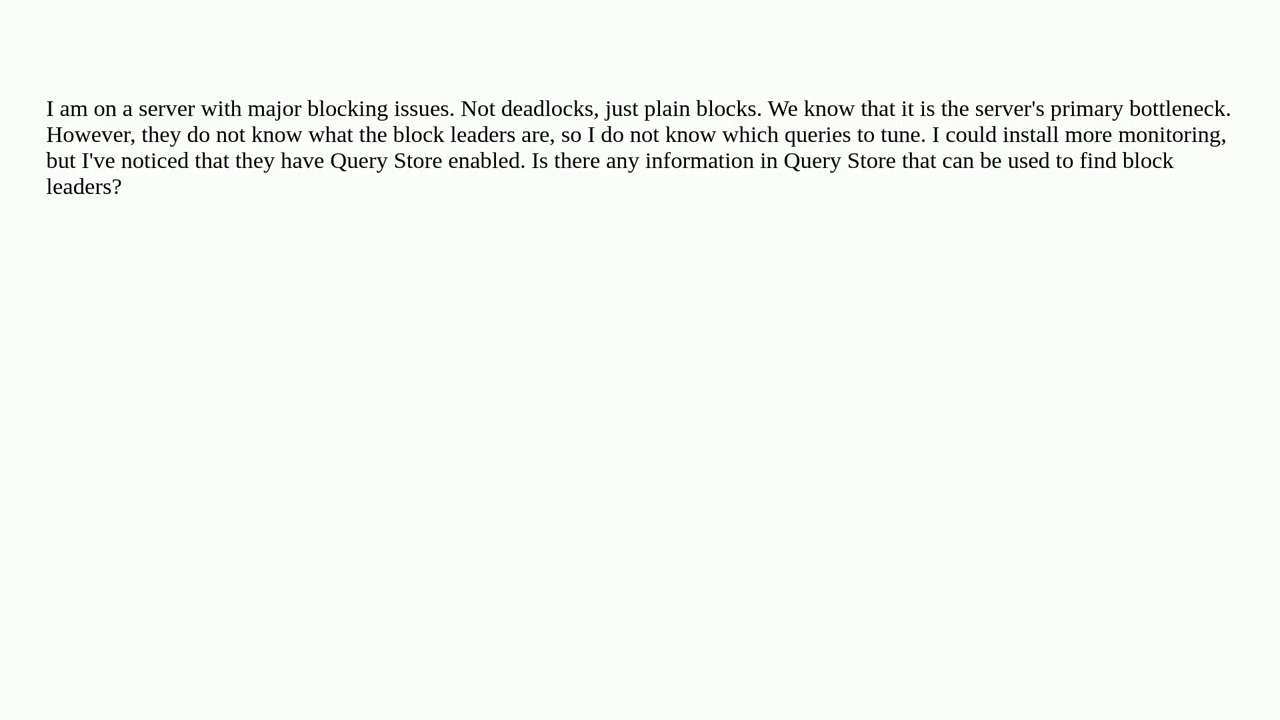 I am on a server with major blocking issues. Not deadlocks, just plain blocks. We know that it is the server's primary bottleneck.
However, they do not know what the block leaders are, so I do not know which queries to tune. I could install more monitoring,
but I've noticed that they have Query Store enabled. Is there any information in Query Store that can be used to find block
leaders?